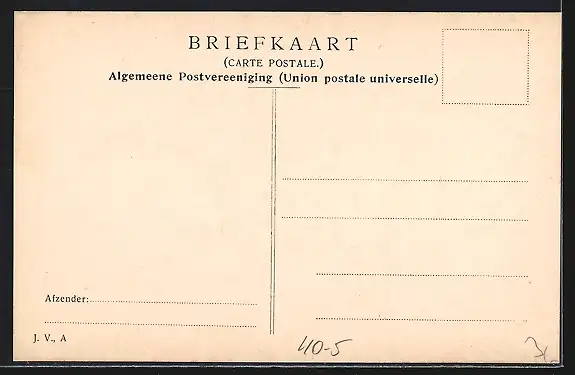 BRIEFKAART
(CARTE POSTALE.)
Algemeene Postvereeniging (Union postale universelle)
Afzender:
J. V., A
40-5